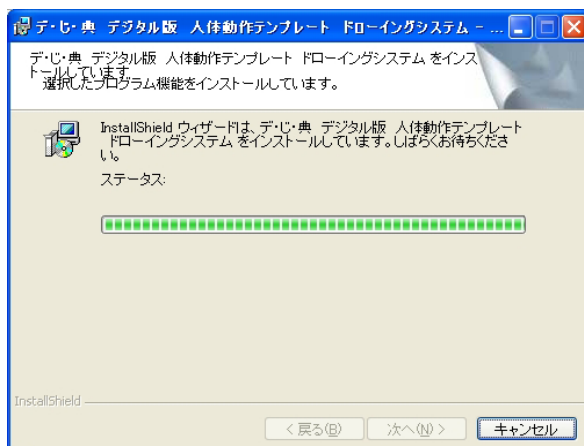 デ・じ・典 デジタル版 人体動作テンプレート ドローイングシステム - ...
デ・じ・典 デジタル版 人体動作テンプレート ドローイングシステム をインス
トールしています
選択したプログラム機能をインストールしています。
InstallShield ウィザードは、デ・じ・典 デジタル版 人体動作テンプレート
ドローイングシステム をインストールしています。しばらくお待ちくださ
い。
ステータス:
InstallShield
< 戻る(B)
次へ(N) >
キャンセル